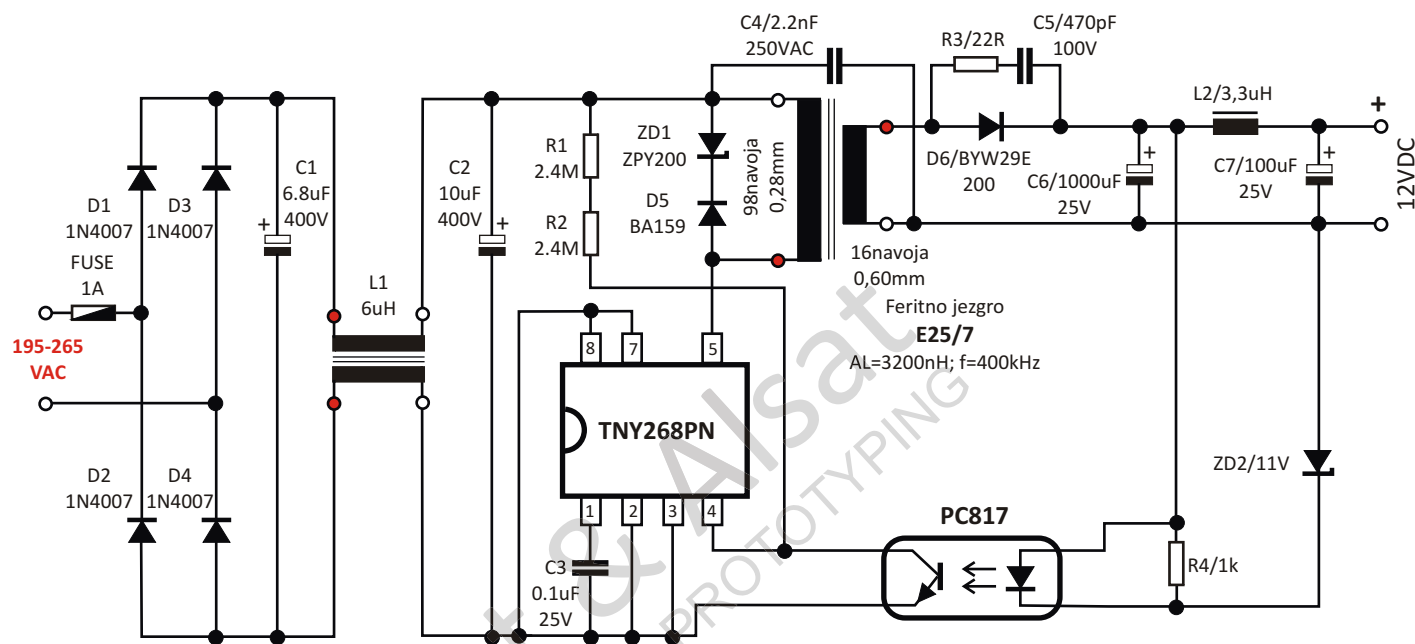 C4/2.2nF
250VAC
C5/470pF
100V
R3/22R
L2/3,3uH
+
12VDC
D6/BYW29E
200
C6/1000uF
25V
+
C7/100uF
25V
+
C1
6.8uF
400V
+
C2
10uF
400V
+
R1
2.4M
R2
2.4M
ZD1
ZPY200
D5
BA159
98navoja
0,28mm
16navoja
0,60mm
Feritno jezgro
E25/7
AL=3200nH; f=400kHz
D1
1N4007
D3
1N4007
FUSE
1A
195-265
VAC
L1
6uH
D2
1N4007
D4
1N4007
8
7
5
TNY268PN
1
2
3
4
C3
0.1uF
25V
PC817
R4/1k
ZD2/11V
& Alsat
PROTOTYPING